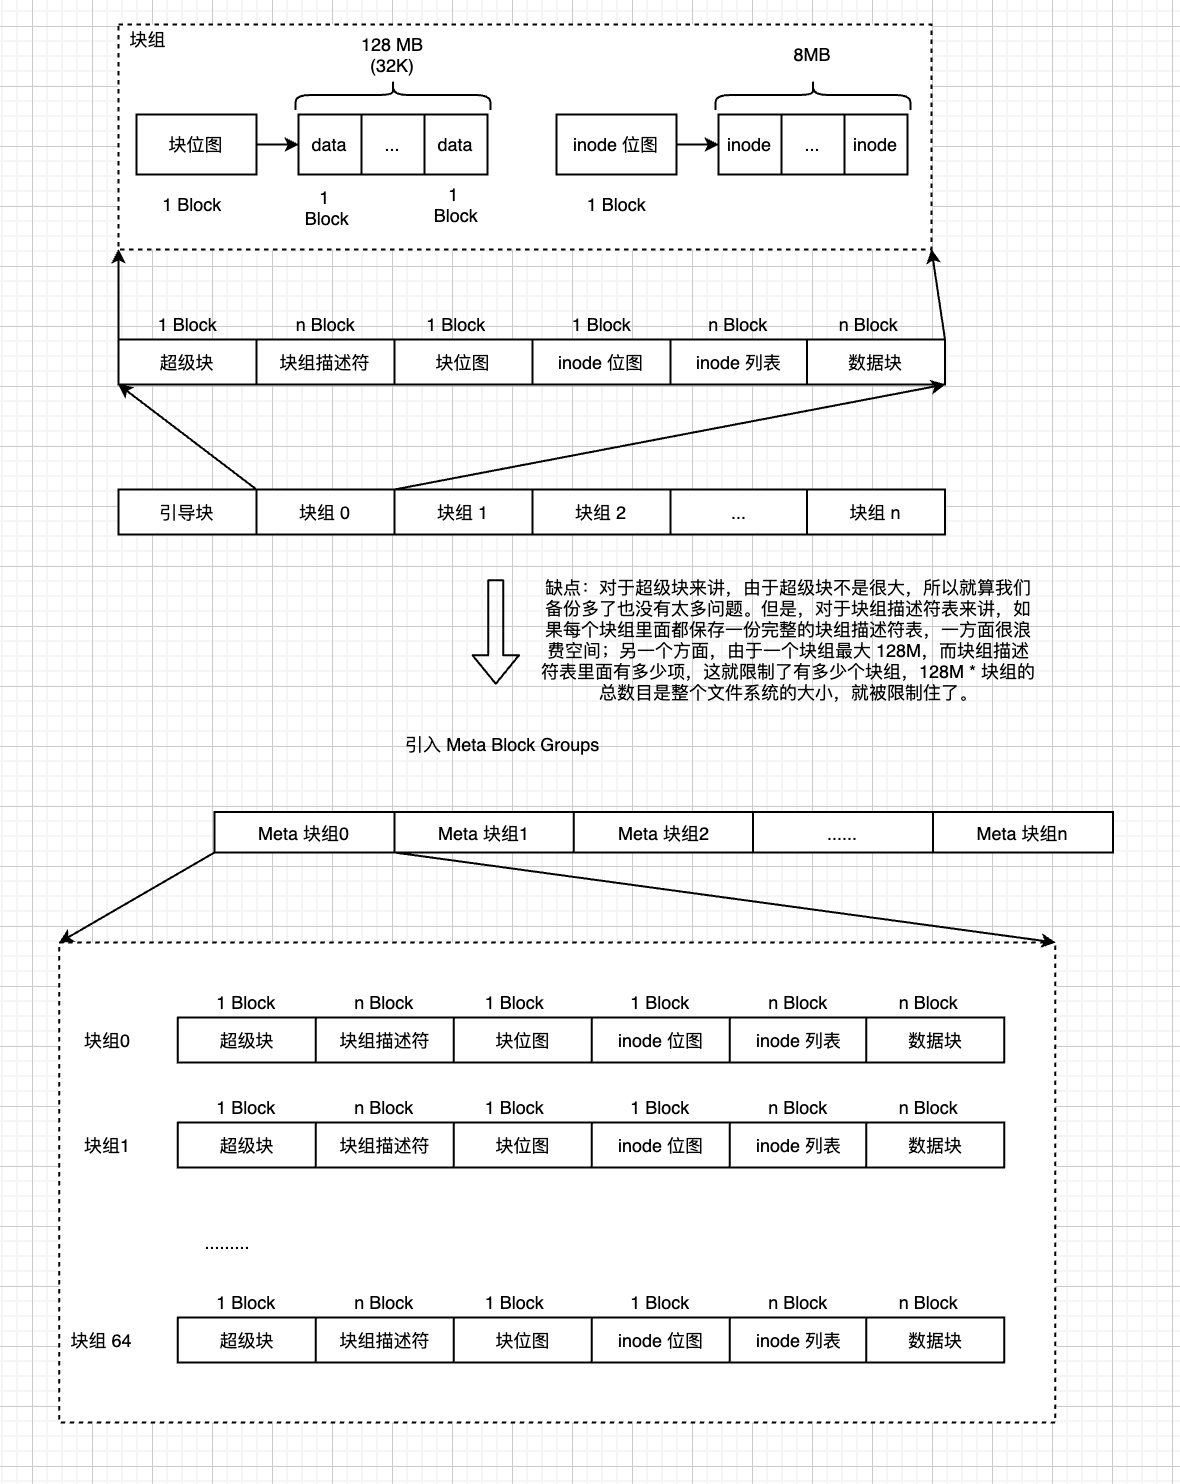 块组
128 MB
(32K)
8MB
块位图
data
...
data
inode 位图
inode
...
inode
1 Block
1
Block
1
Block
1 Block
1 Block
n Block
1 Block
1 Block
n Block
n Block
超级块
块组描述符
块位图
inode 位图
inode 列表
数据块
引导块
块组 0
块组 1
块组 2
...
块组 n
缺点：对于超级块来讲，由于超级块不是很大，所以就算我们
备份多了也没有太多问题。但是，对于块组描述符表来讲，如
果每个块组里面都保存一份完整的块组描述符表，一方面很浪
费空间；另一个方面，由于一个块组最大 128M，而块组描述
符表里面有多少项，这就限制了有多少个块组，128M * 块组的
总数目是整个文件系统的大小，就被限制住了。
引入 Meta Block Groups
Meta 块组0
Meta 块组1
Meta 块组2
......
Meta 块组n
1 Block
n Block
1 Block
1 Block
n Block
n Block
块组0
超级块
块组描述符
块位图
inode 位图
inode 列表
数据块
1 Block
n Block
1 Block
1 Block
n Block
n Block
块组1
超级块
块组描述符
块位图
inode 位图
inode 列表
数据块
.........
1 Block
n Block
1 Block
1 Block
n Block
n Block
块组 64
超级块
块组描述符
块位图
inode 位图
inode 列表
数据块